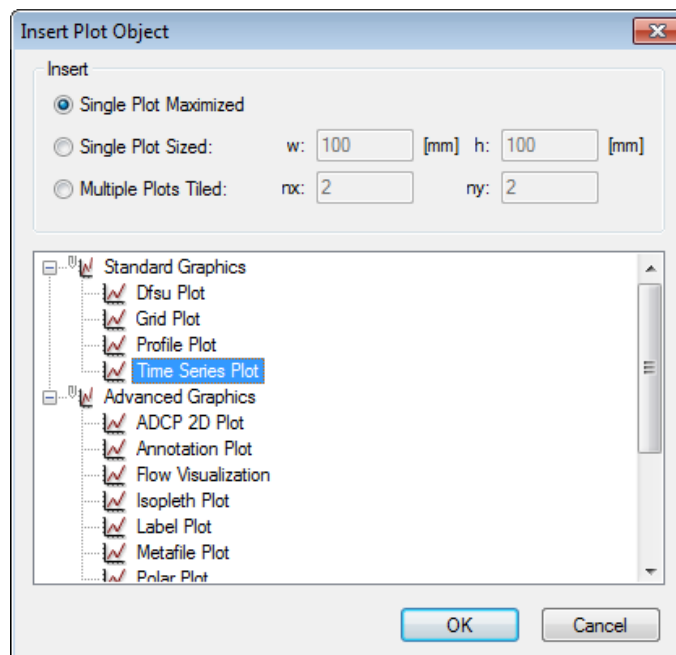 Insert Plot Object
Insert
Single Plot Maximized
Single Plot Sized: w: 100 [mm] h: 100 [mm]
Multiple Plots Tiled: nx: 2 ny: 2
Standard Graphics
Dfsu Plot
Grid Plot
Profile Plot
Time Series Plot
Advanced Graphics
ADCP 2D Plot
Annotation Plot
Flow Visualization
Isopleth Plot
Label Plot
Metafile Plot
Polar Plot
OK Cancel